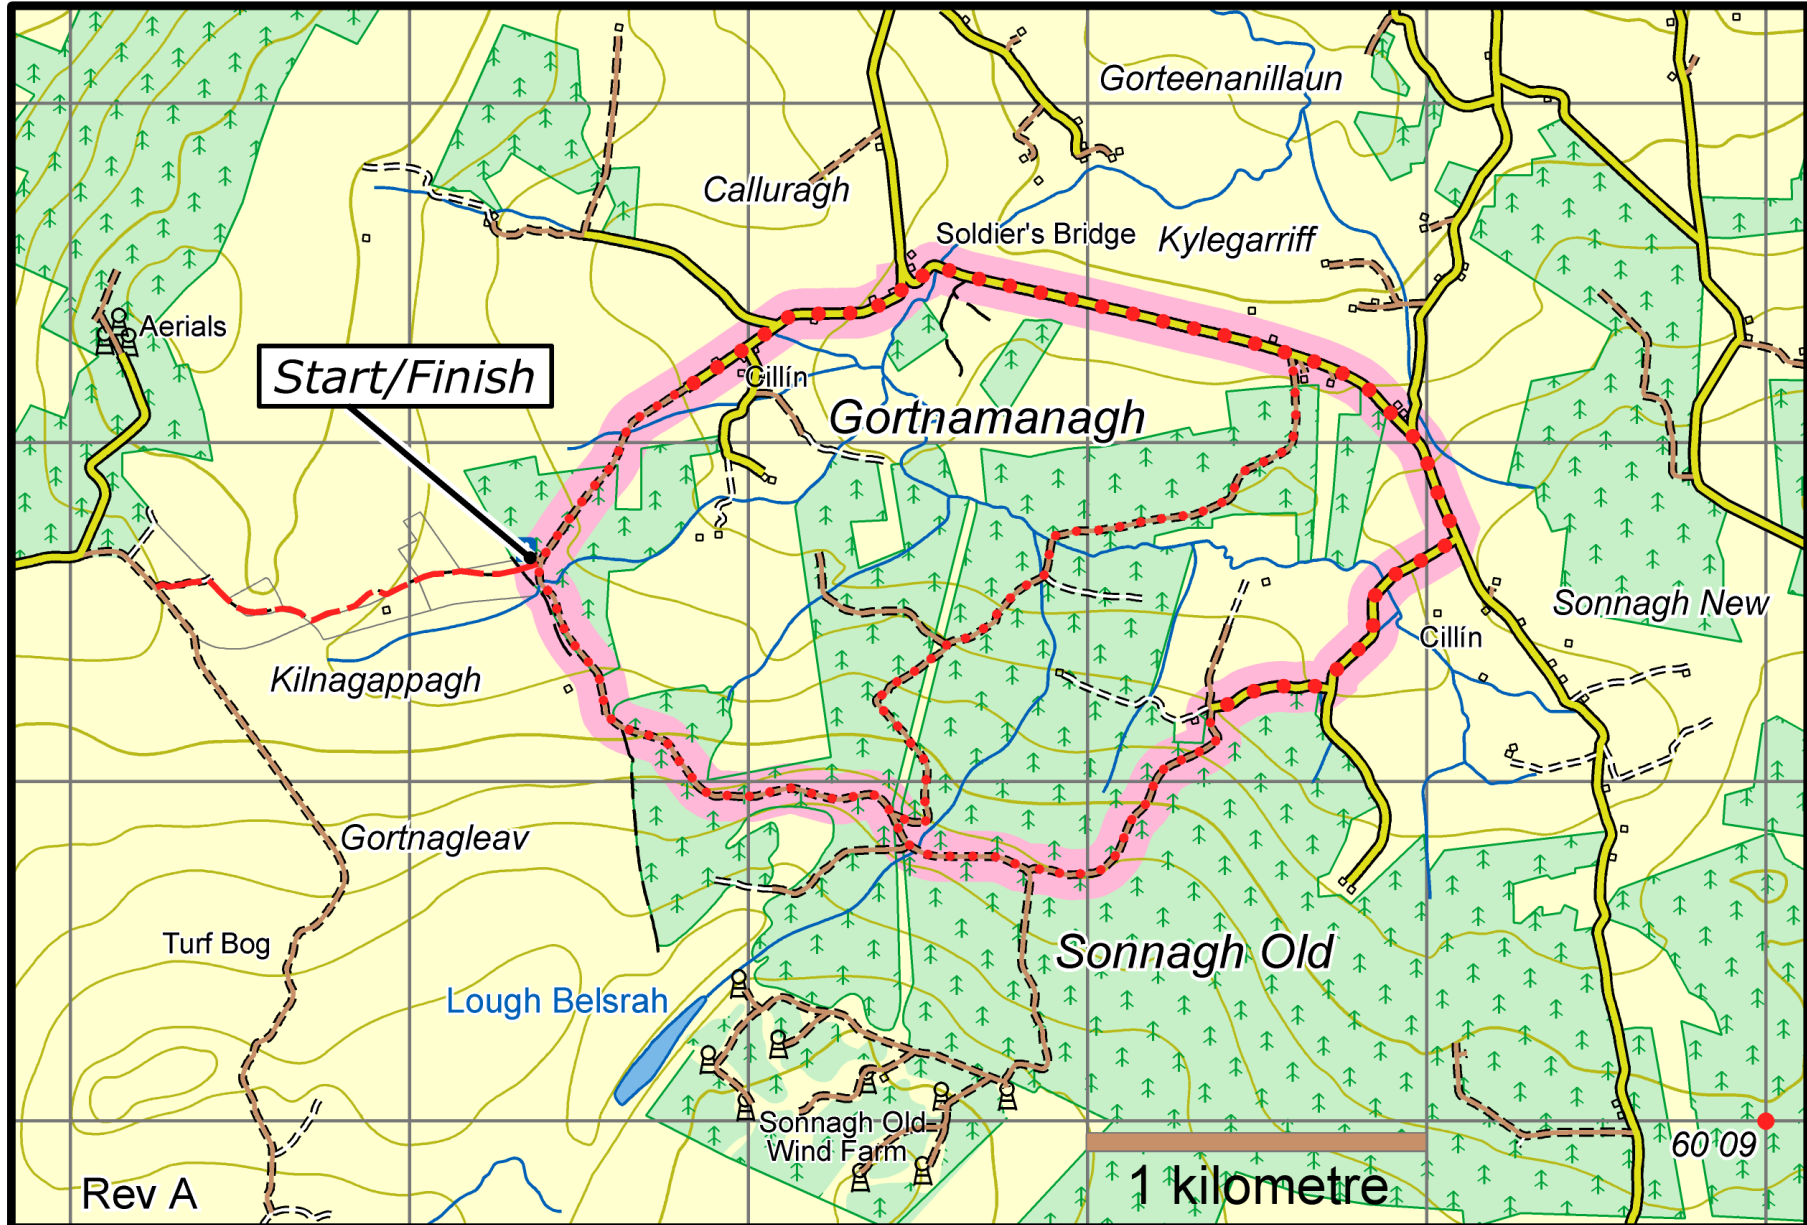 Gorteenanillaun
Calluragh
Soldier's Bridge
Kylegarriff
Aerials
Start/Finish
Cillín
Gortnamanagh
Sonnagh New
Cillín
Kilnagappagh
Gortnagleav
Turf Bog
Sonnagh Old
Lough Belsrah
Sonnagh Old
Wind Farm
60 09
1 kilometre
Rev A